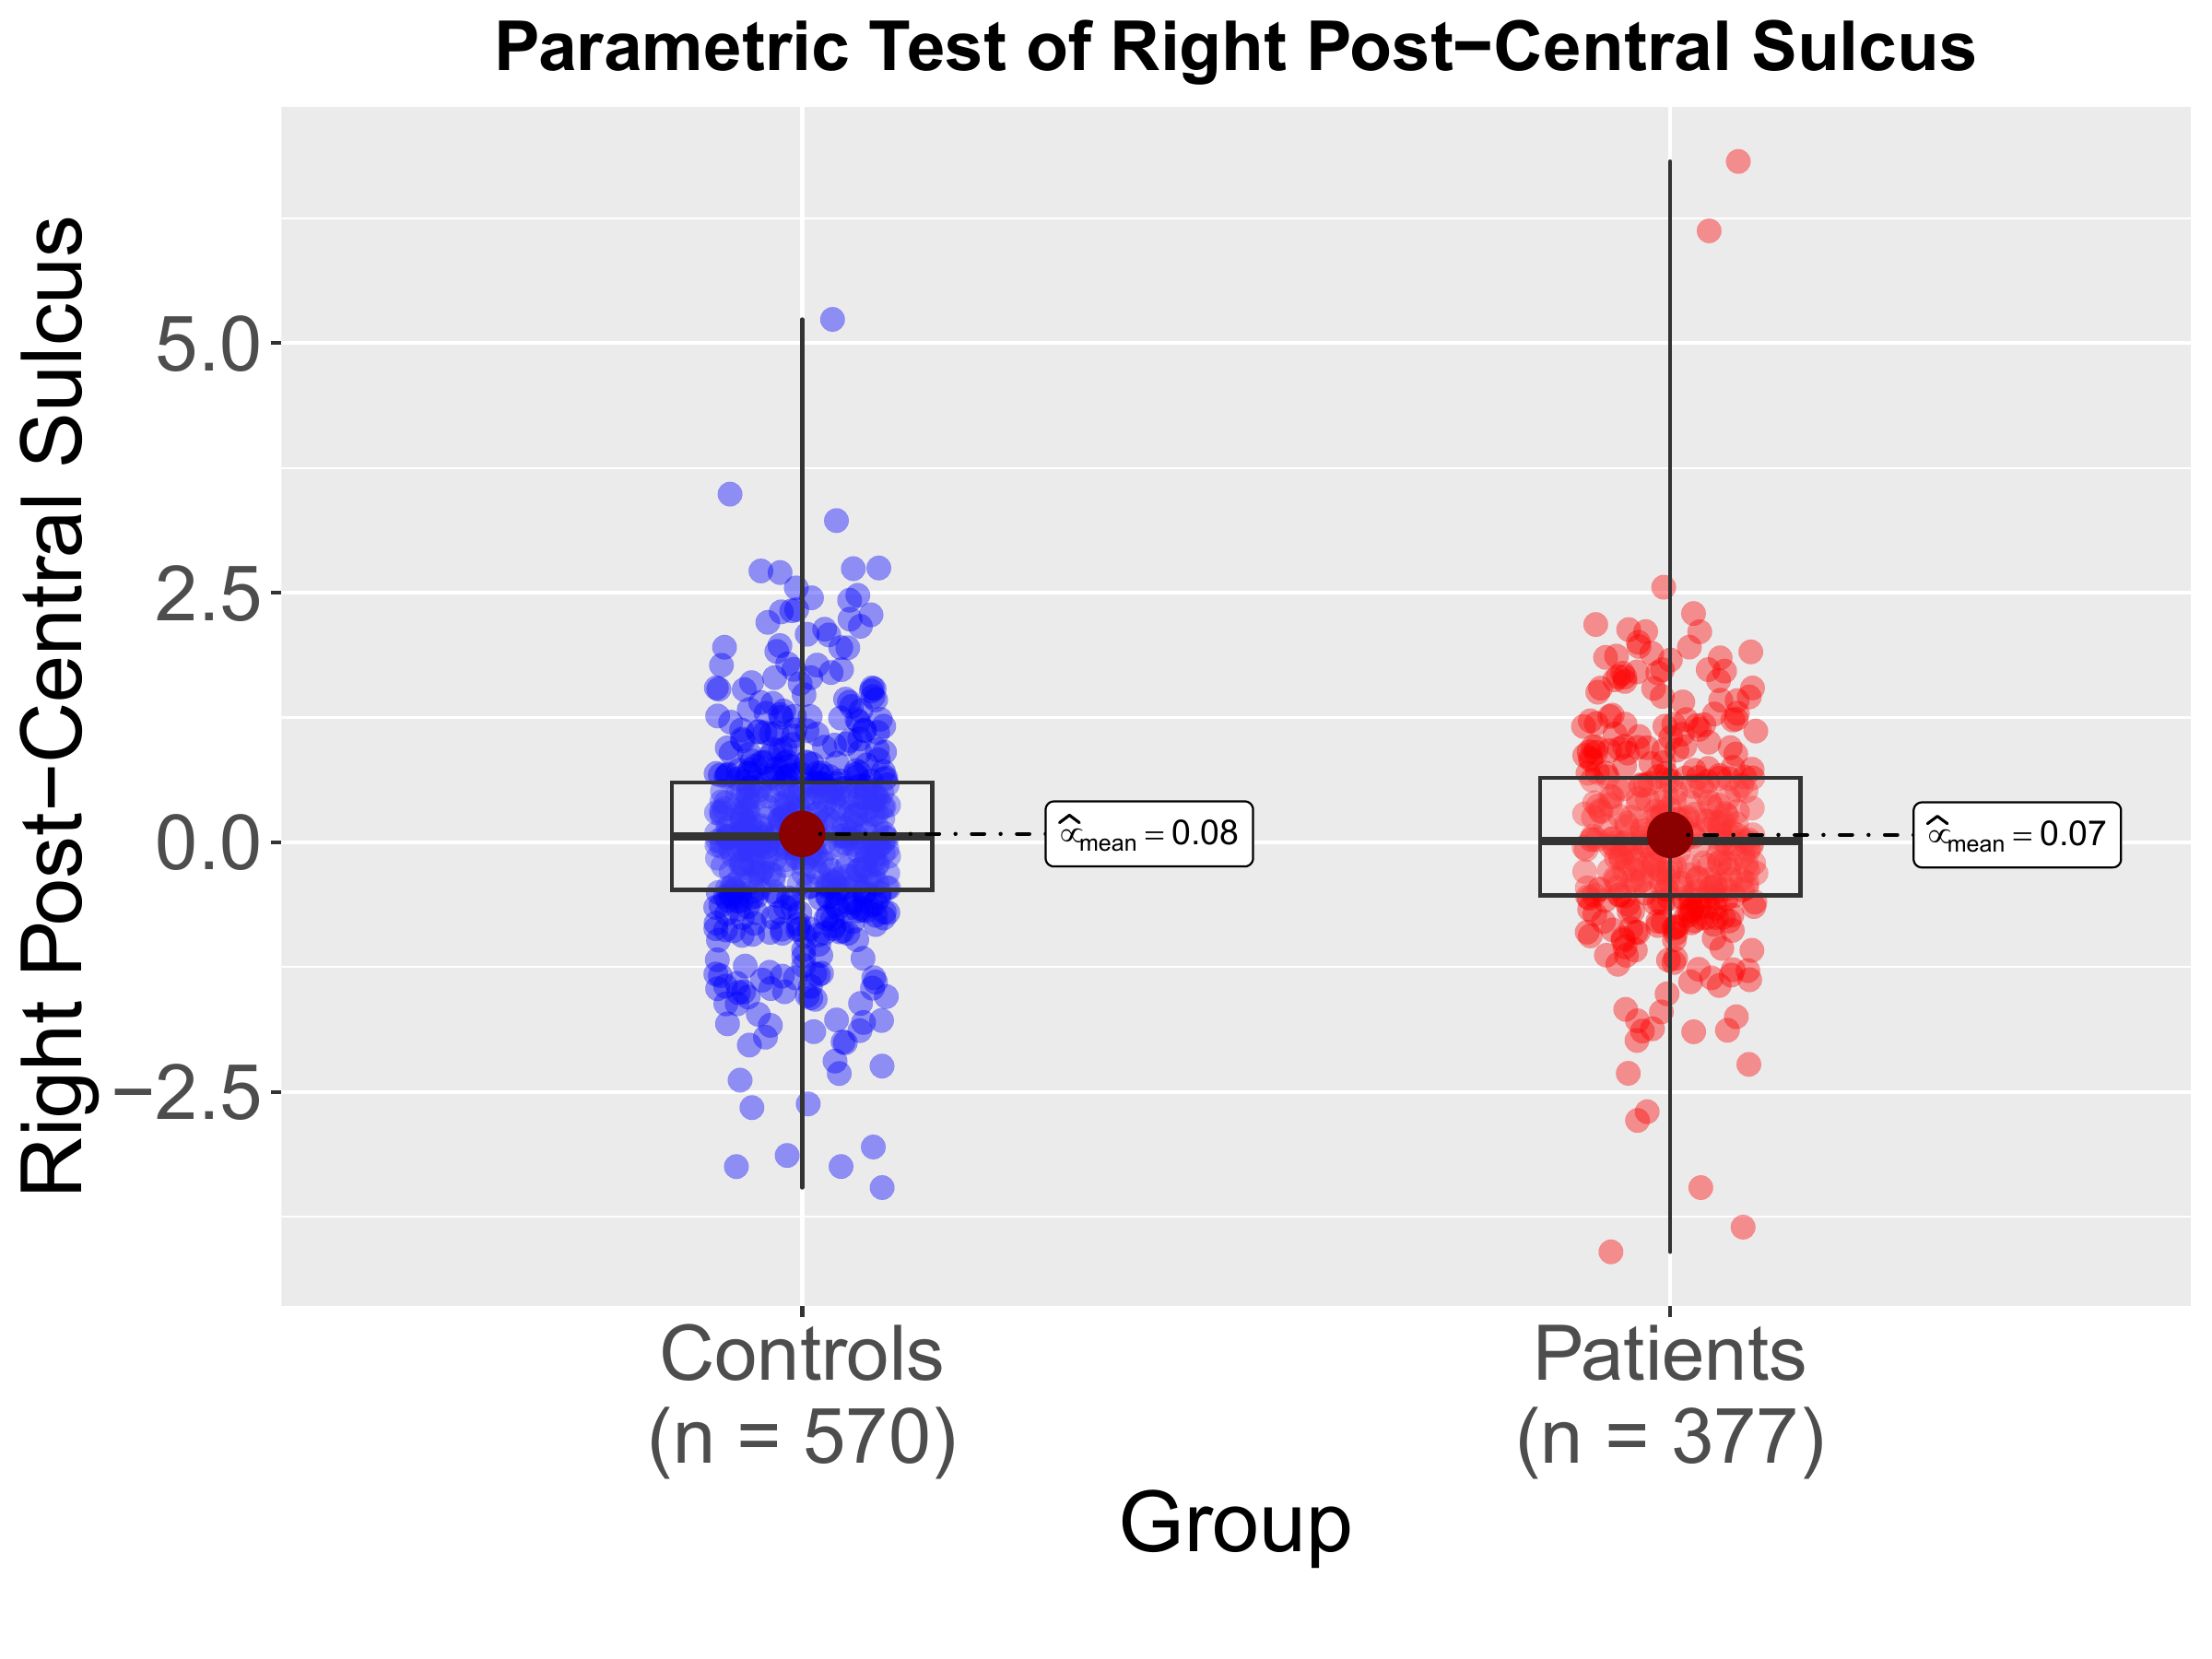 Parametric Test of Right Post−Central Sulcus
Right Post−Central Sulcus
5.0
2.5
0.0
−2.5
∝̂mean = 0.08
∝̂mean = 0.07
Controls
(n = 570)
Patients
(n = 377)
Group